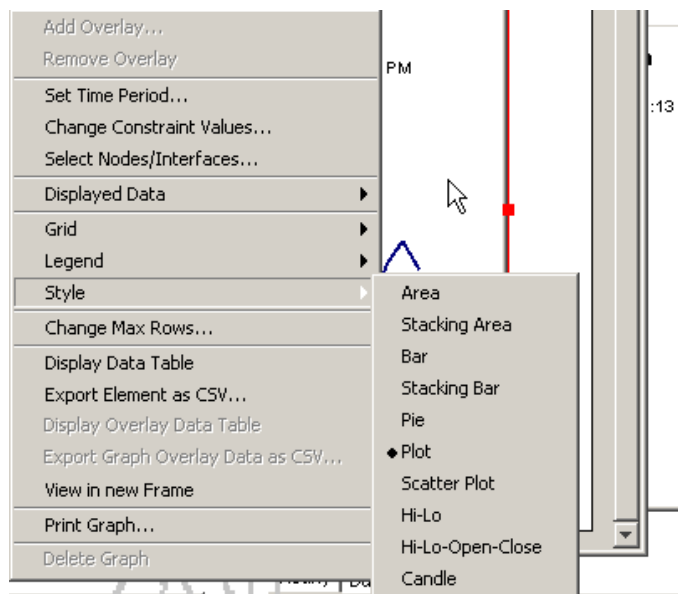 Add Overlay...
Remove Overlay
PM
Set Time Period...
:13
Change Constraint Values...
Select Nodes/Interfaces...
Displayed Data
Grid
Legend
Style
Change Max Rows...
Display Data Table
Export Element as CSV...
Display Overlay Data Table
Export Graph Overlay Data as CSV...
View in new Frame
Print Graph...
Delete Graph
Area
Stacking Area
Bar
Stacking Bar
Pie
Plot
Scatter Plot
Hi-Lo
Hi-Lo-Open-Close
Candle